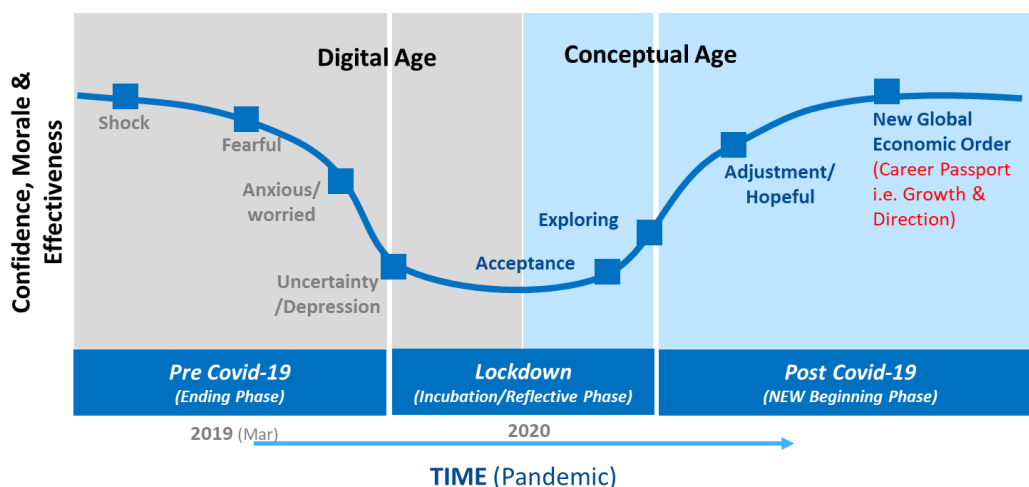 Digital Age
Conceptual Age
Confidence, Morale &
Effectiveness
Shock
Fearful
Anxious/
worried
Uncertainty
/Depression
Acceptance
Exploring
Adjustment/
Hopeful
New Global
Economic Order
(Career Passport
i.e. Growth &
Direction)
Pre Covid-19
(Ending Phase)
Lockdown
(Incubation/Reflective Phase)
Post Covid-19
(NEW Beginning Phase)
2019 (Mar)
2020
TIME (Pandemic)